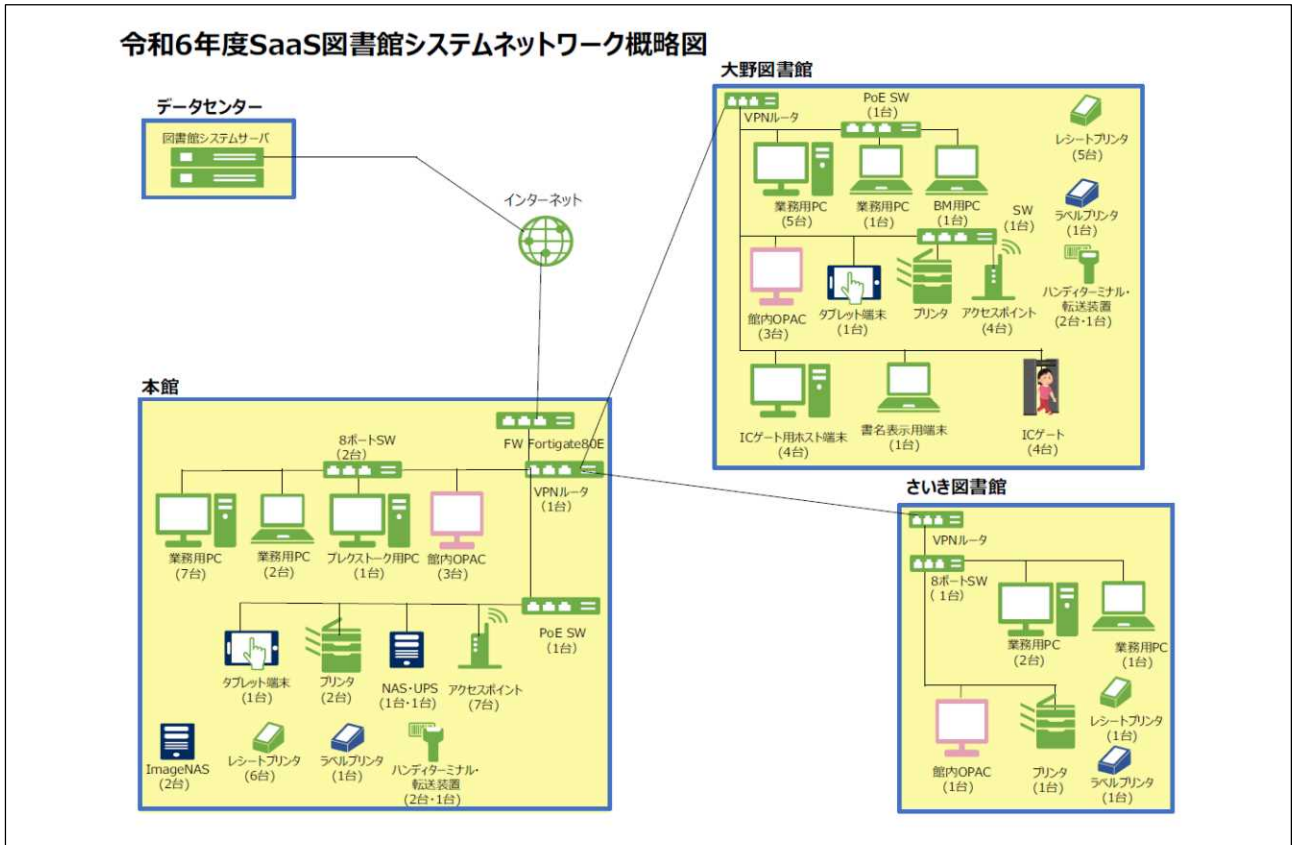 令和6年度SaaS図書館システムネットワーク概略図
データセンター
図書館システムサーバ
インターネット
本館
FW Fortigate80E
8ポートSW
(2台)
VPNルータ
(1台)
業務用PC
(7台)
業務用PC
(2台)
プレクストーク用PC
(1台)
館内OPAC
(3台)
PoE SW
(1台)
タブレット端末
(1台)
プリンタ
(2台)
NAS・UPS
(1台・1台)
アクセスポイント
(7台)
ImageNAS
(2台)
レシートプリンタ
(6台)
ラベルプリンタ
(1台)
ハンディターミナル・
転送装置
(2台・1台)
大野図書館
VPNルータ
PoE SW
(1台)
レシートプリンタ
(5台)
業務用PC
(5台)
業務用PC
(1台)
BM用PC
(1台)
SW
(1台)
ラベルプリンタ
(1台)
館内OPAC
(3台)
タブレット端末
(1台)
プリンタ
アクセスポイント
(4台)
ハンディターミナル・
転送装置
(2台・1台)
ICゲート用ホスト端末
(4台)
書名表示用端末
(1台)
ICゲート
(4台)
さいき図書館
VPNルータ
8ポートSW
( 1台)
業務用PC
(2台)
業務用PC
(1台)
館内OPAC
(1台)
プリンタ
(1台)
レシートプリンタ
(1台)
ラベルプリンタ
(1台)